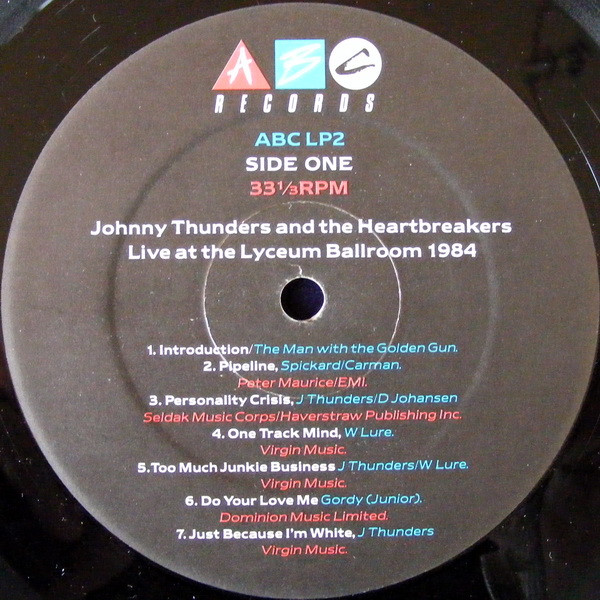 A B C
RECORDS
ABC LP2
SIDE ONE
33⅓RPM
Johnny Thunders and the Heartbreakers
Live at the Lyceum Ballroom 1984
1. Introduction/The Man with the Golden Gun.
2. Pipeline, Spickard/Carman.
Peter Maurice/EMI.
3. Personality Crisis, J Thunders/D Johansen
Seldak Music Corps/Haverstraw Publishing Inc.
4. One Track Mind, W Lure.
Virgin Music.
5.Too Much Junkie Business J Thunders/W Lure.
Virgin Music.
6. Do Your Love Me Gordy (Junior).
Dominion Music Limited.
7. Just Because I'm White, J Thunders
Virgin Music.